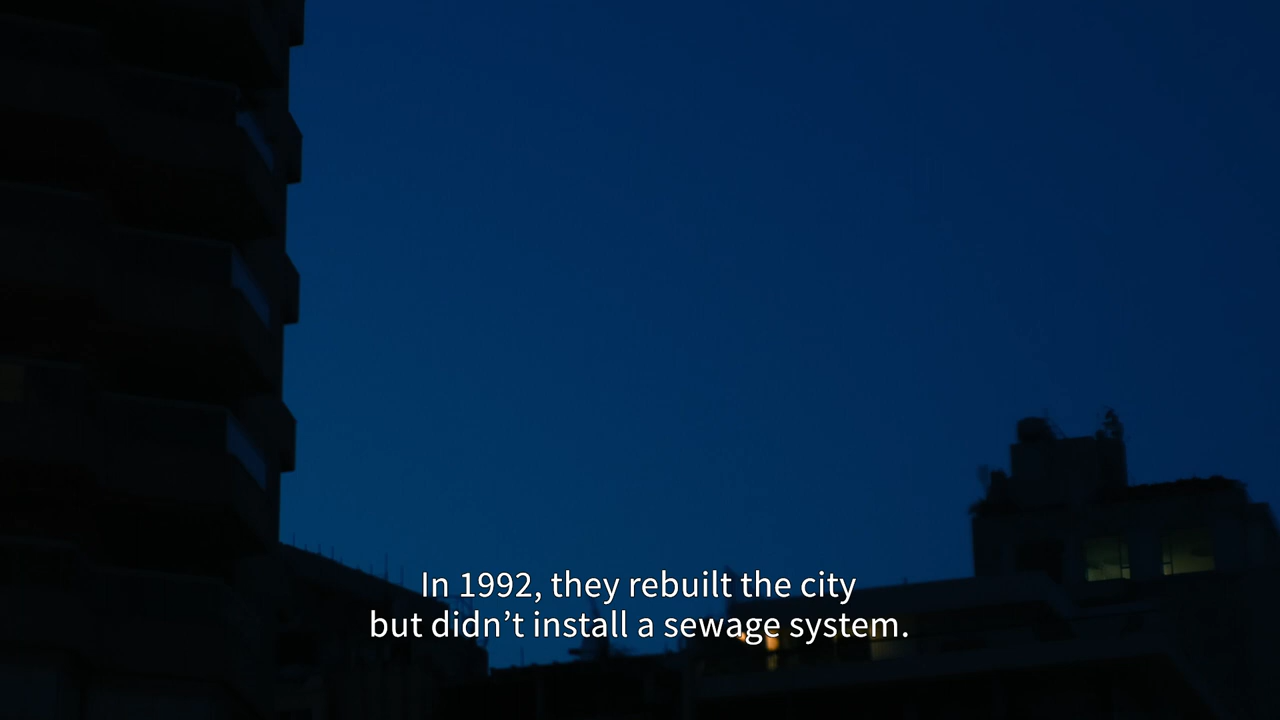 In 1992, they rebuilt the city
but didn’t install a sewage system.